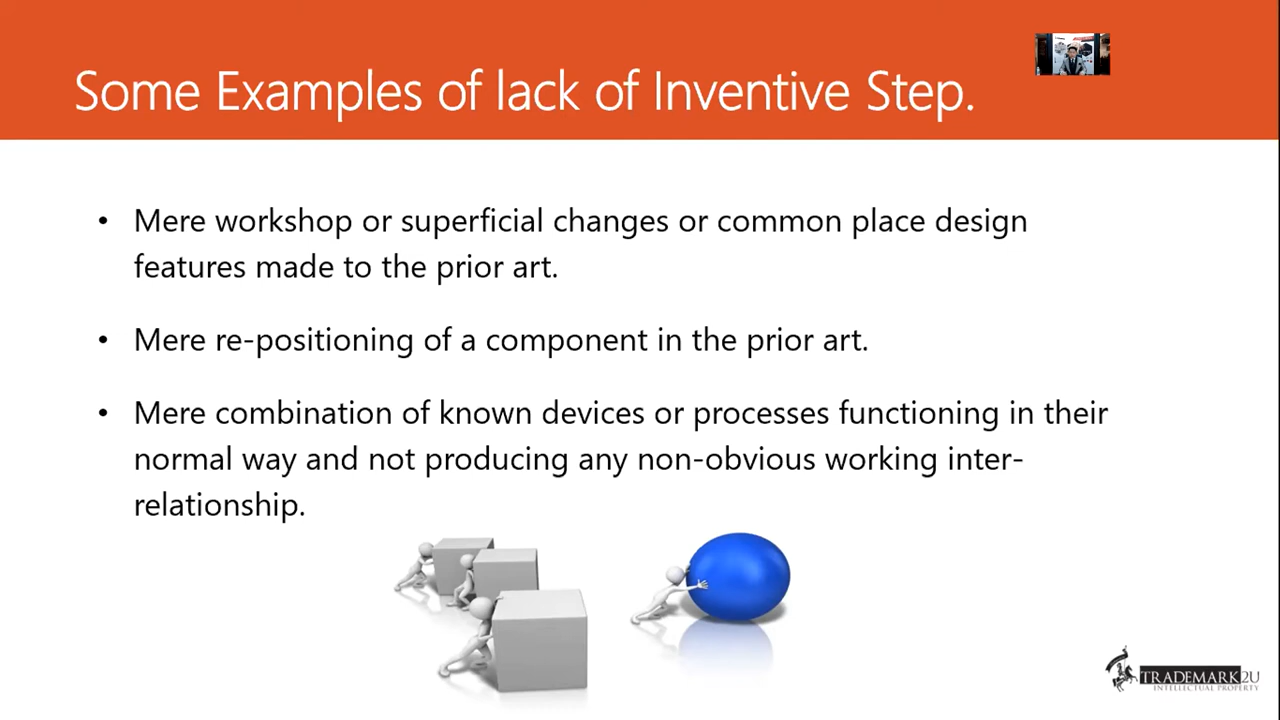 Some Examples of lack of Inventive Step.
• Mere workshop or superficial changes or common place design
features made to the prior art.
• Mere re-positioning of a component in the prior art.
• Mere combination of known devices or processes functioning in their
normal way and not producing any non-obvious working inter-
relationship.
TRADEMARK2U
INTELLECTUAL PROPERTY